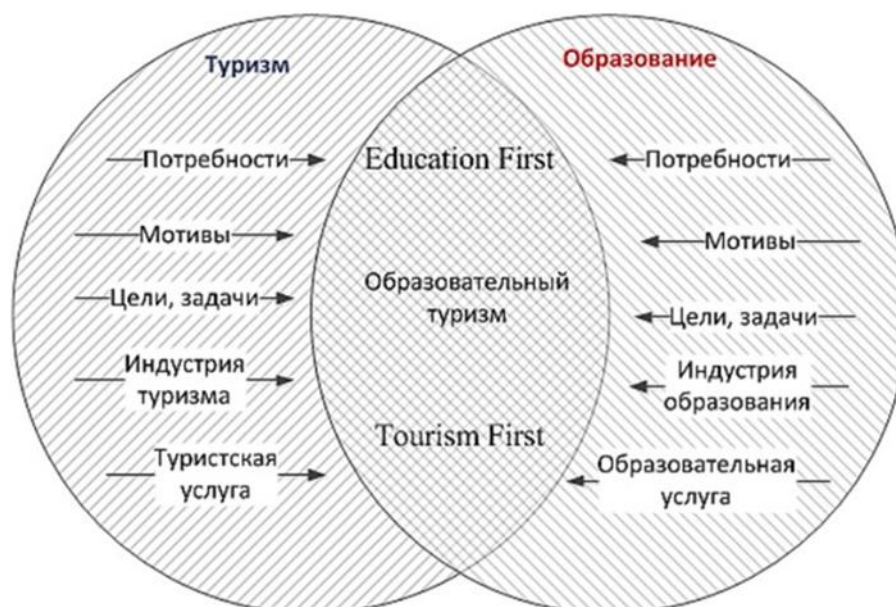 Туризм
Образование
Потребности
Education First
Потребности
Мотивы
Мотивы
Образовательный
туризм
Цели, задачи
Цели, задачи
Индустрия
туризма
Индустрия
образования
Tourism First
Туристская
услуга
Образовательная
услуга